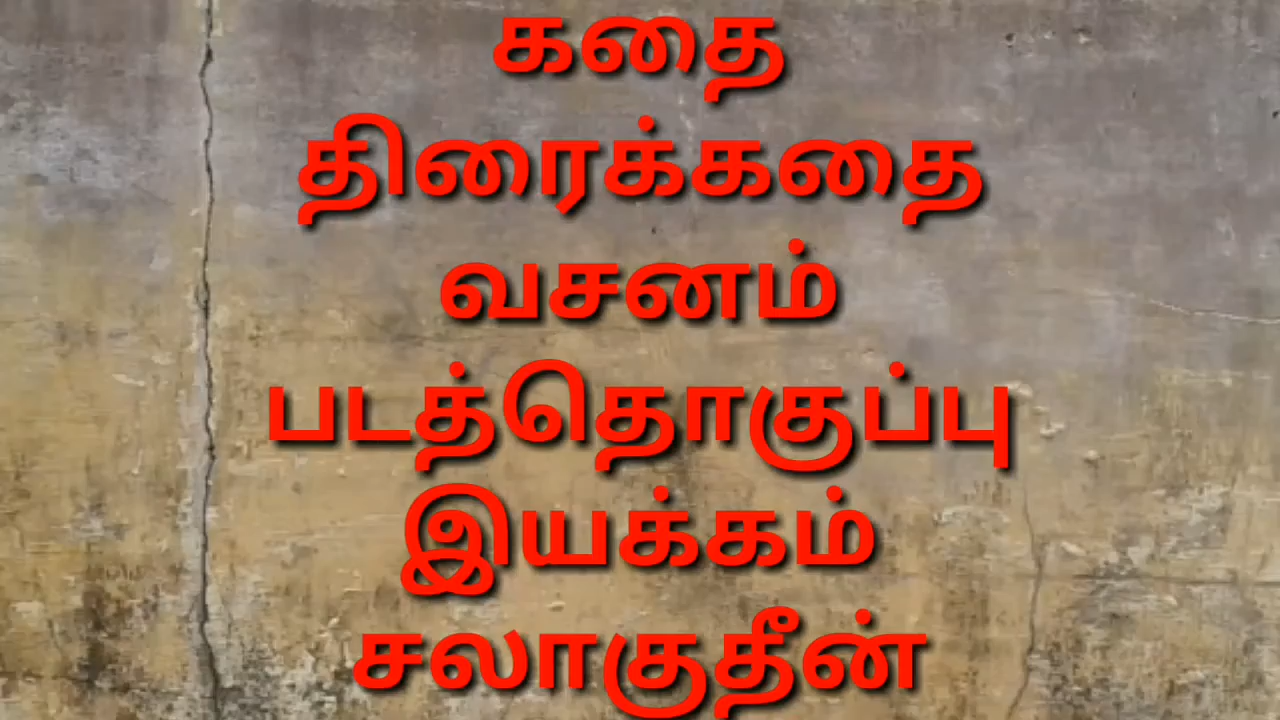 கதை
திரைக்கதை
வசனம்
படத்தொகுப்பு
இயக்கம்
சலாகுதீன்